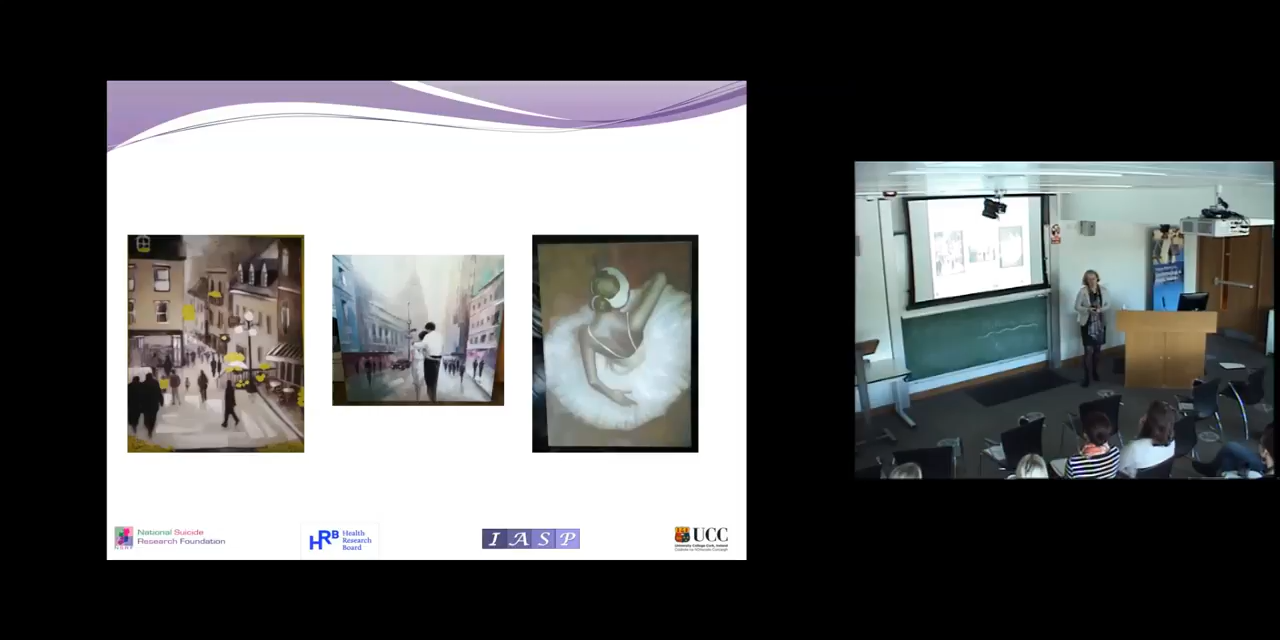 National Suicide
Research Foundation
HRB Health
Research
Board
I A S P
UCC